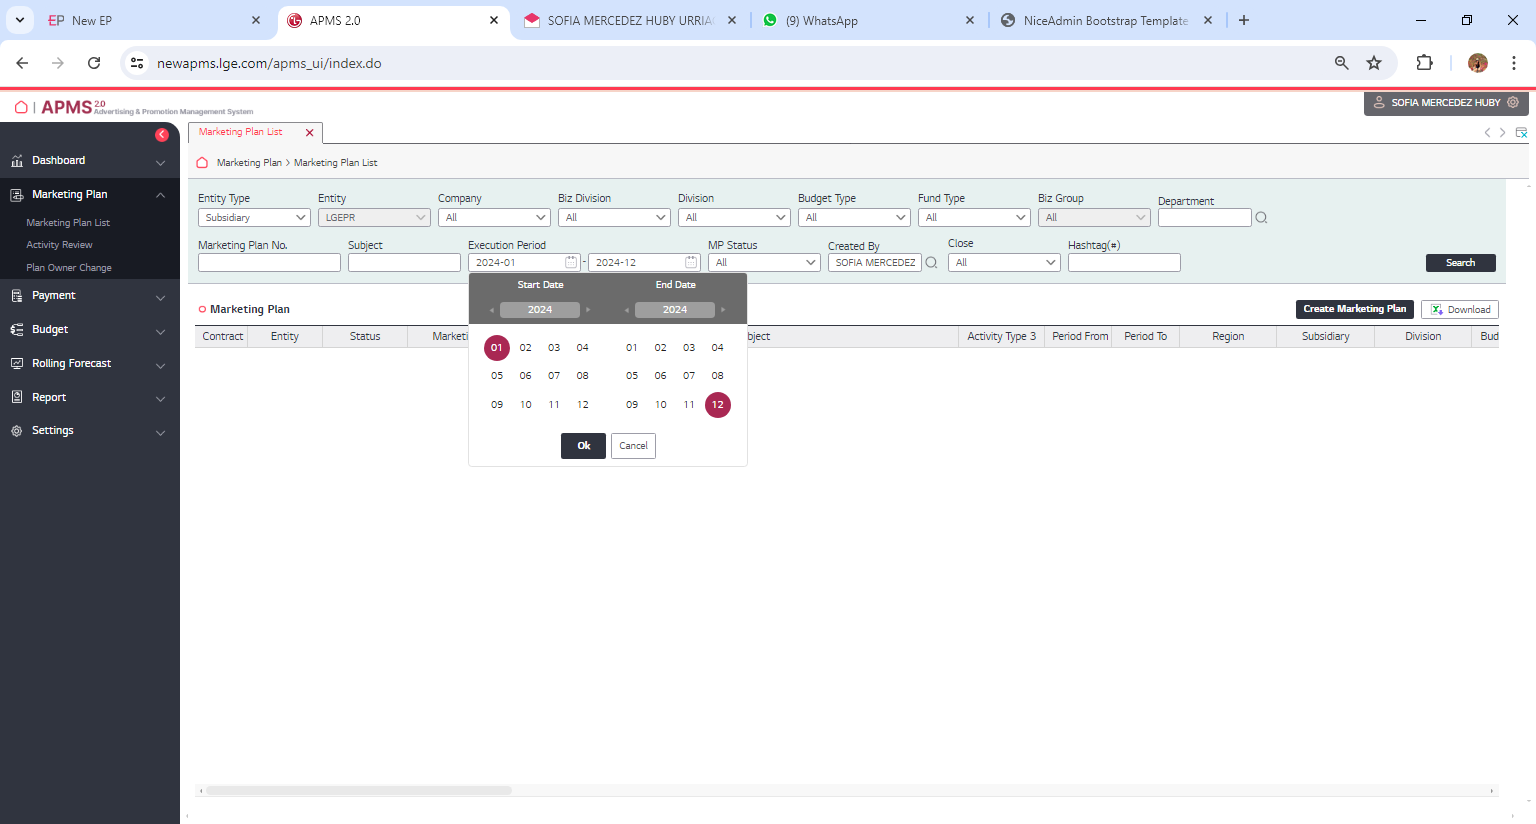 New EP
APMS 2.0
SOFIA MERCEDEZ HUBY URRIA
(9) WhatsApp
NiceAdmin Bootstrap Template
newapms.lge.com/apms_ui/index.do
APMS 2.0
Advertising & Promotion Management System
SOFIA MERCEDEZ HUBY
Marketing Plan List
Dashboard
Marketing Plan
Marketing Plan List
Activity Review
Plan Owner Change
Payment
Budget
Rolling Forecast
Report
Settings
Marketing Plan > Marketing Plan List
Entity Type Entity Company Biz Division Division Budget Type Fund Type Biz Group Department
Subsidiary LGEPR All All All All All All
Marketing Plan No. Subject Execution Period MP Status Created By Close Hashtag(#)
2024-01 - 2024-12 All SOFIA MERCEDEZ All Search
Start Date End Date
2024 2024
01 02 03 04 01 02 03 04
05 06 07 08 05 06 07 08
09 10 11 12 09 10 11 12
Ok Cancel
Marketing Plan Create Marketing Plan Download
Contract Entity Status Marketi bject Activity Type 3 Period From Period To Region Subsidiary Division Bud